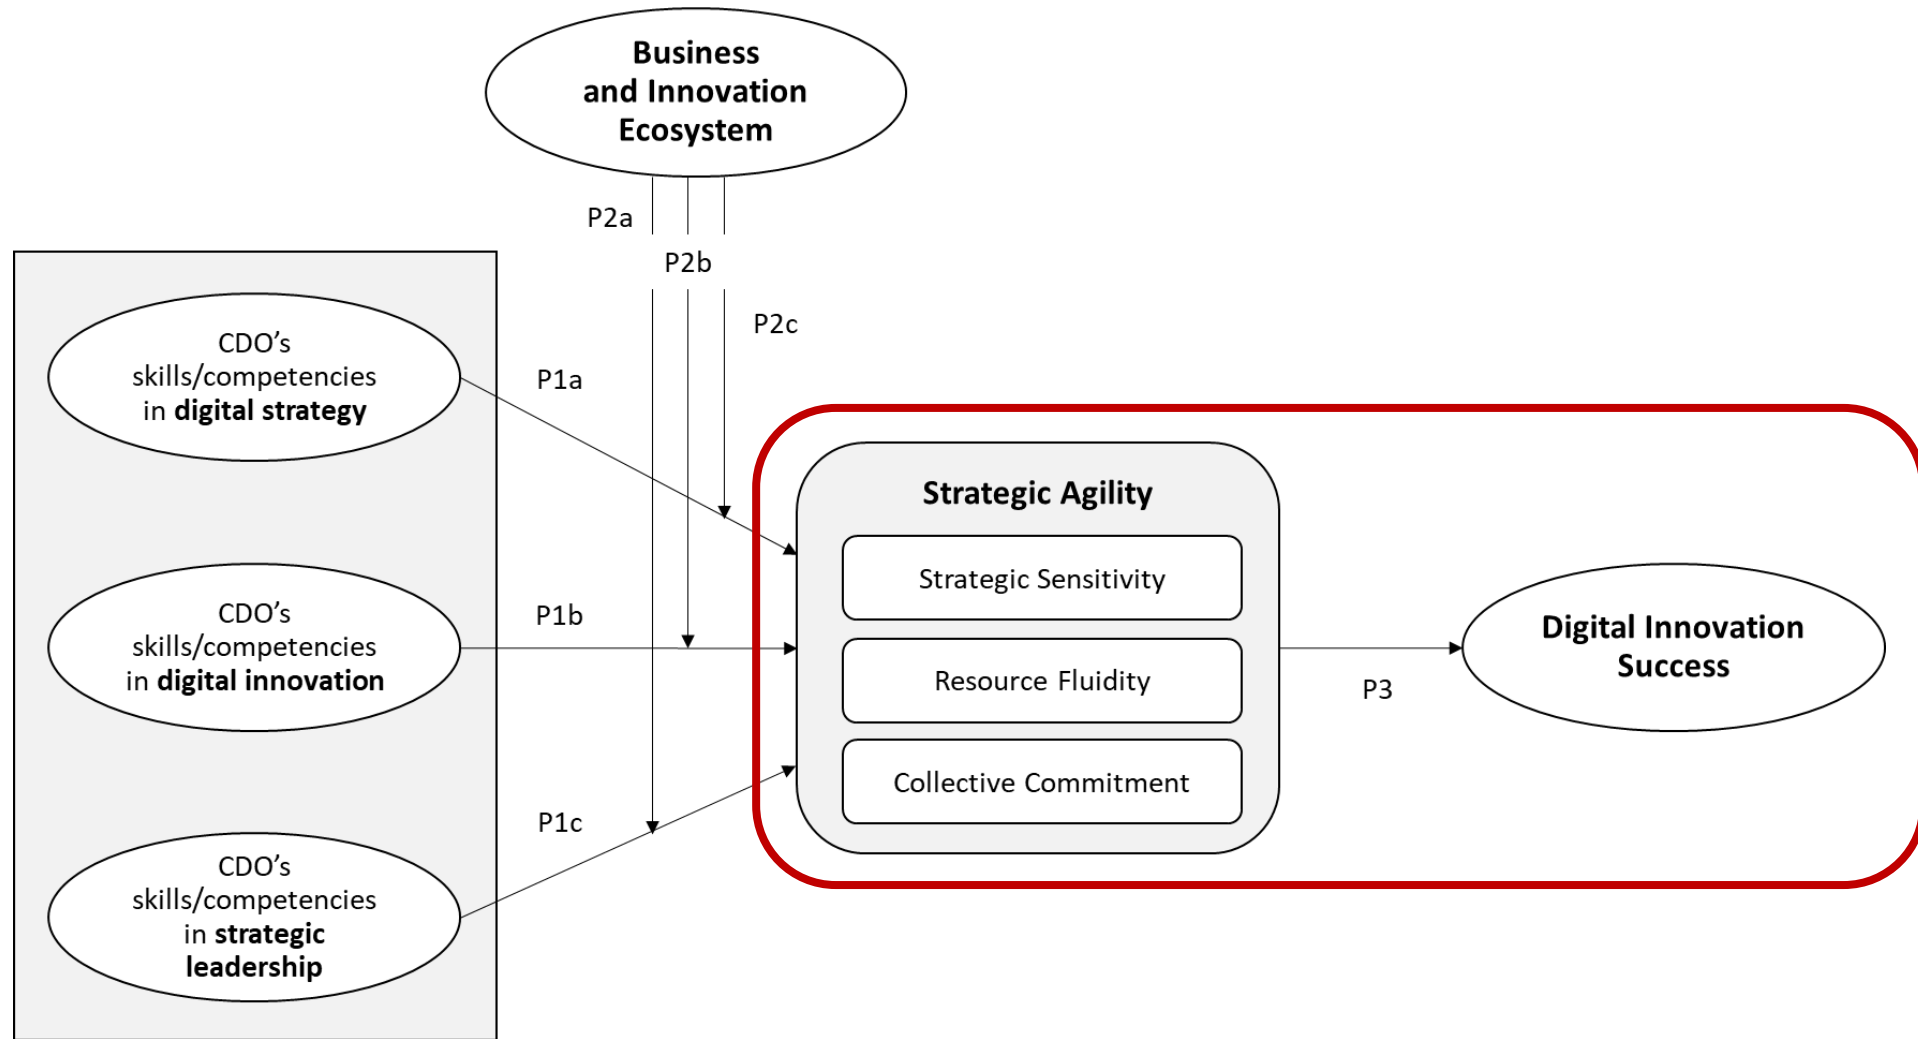 Business
and Innovation
Ecosystem
P2a
P2b
P2c
CDO's
skills/competencies
in digital strategy
P1a
CDO's
skills/competencies
in digital innovation
P1b
CDO's
skills/competencies
in strategic
leadership
P1c
Strategic Agility
Strategic Sensitivity
Resource Fluidity
Collective Commitment
P3
Digital Innovation
Success